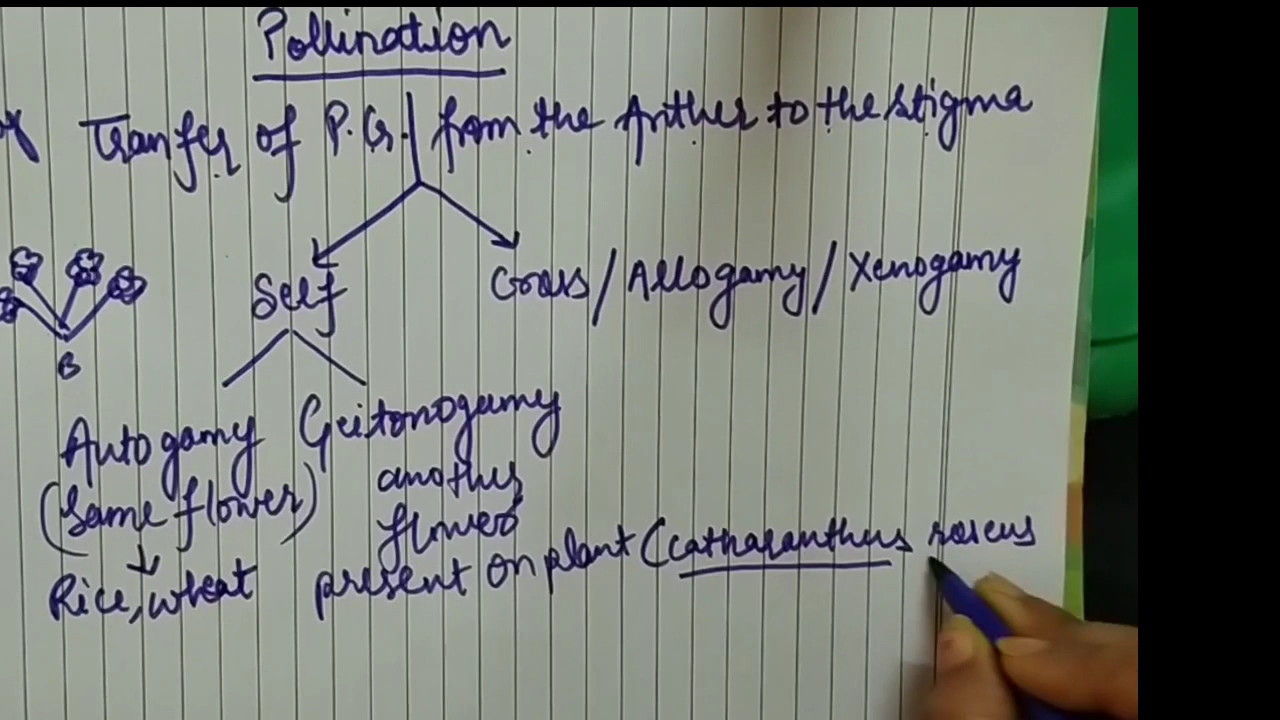 Pollination
of Tranfer of P.G. from the Anther to the stigma
Self Cross/Allogamy/Xenogamy
B
Autogamy Geitonogamy
(Same flower) another
flower
Rice, wheat present on plant (catharanthus roseus